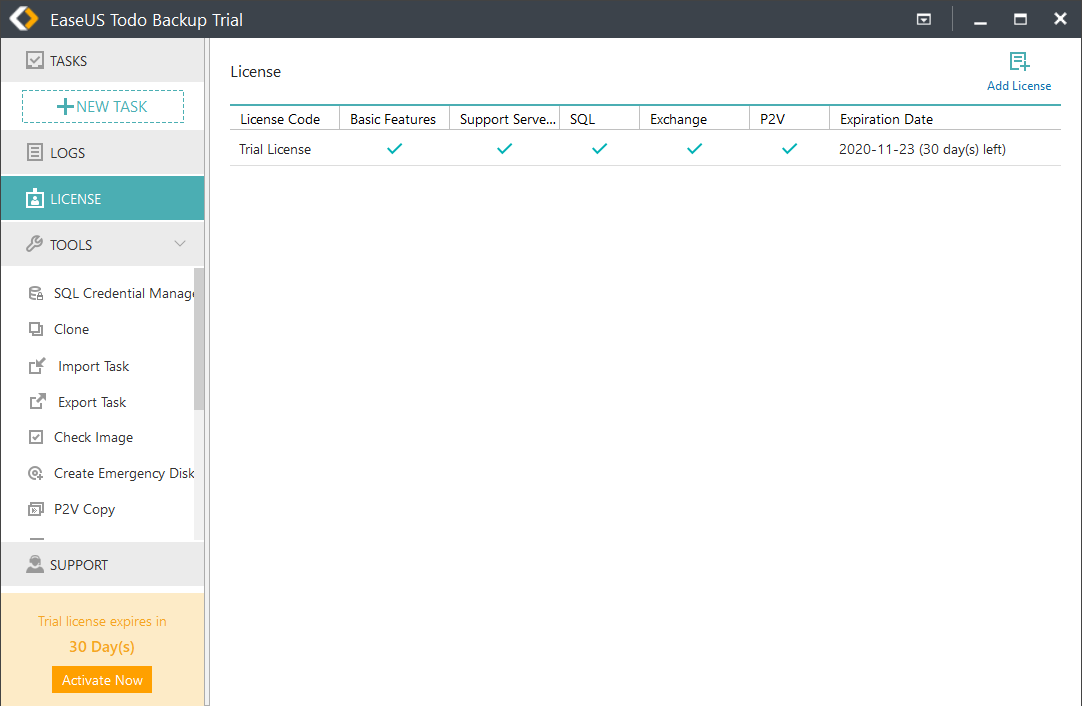 EaseUS Todo Backup Trial
TASKS
NEW TASK
LOGS
LICENSE
TOOLS
SQL Credential Manage
Clone
Import Task
Export Task
Check Image
Create Emergency Disk
P2V Copy
SUPPORT
Trial license expires in
30 Day(s)
Activate Now
License
Add License
License Code Basic Features Support Serve... SQL Exchange P2V Expiration Date
Trial License 2020-11-23 (30 day(s) left)